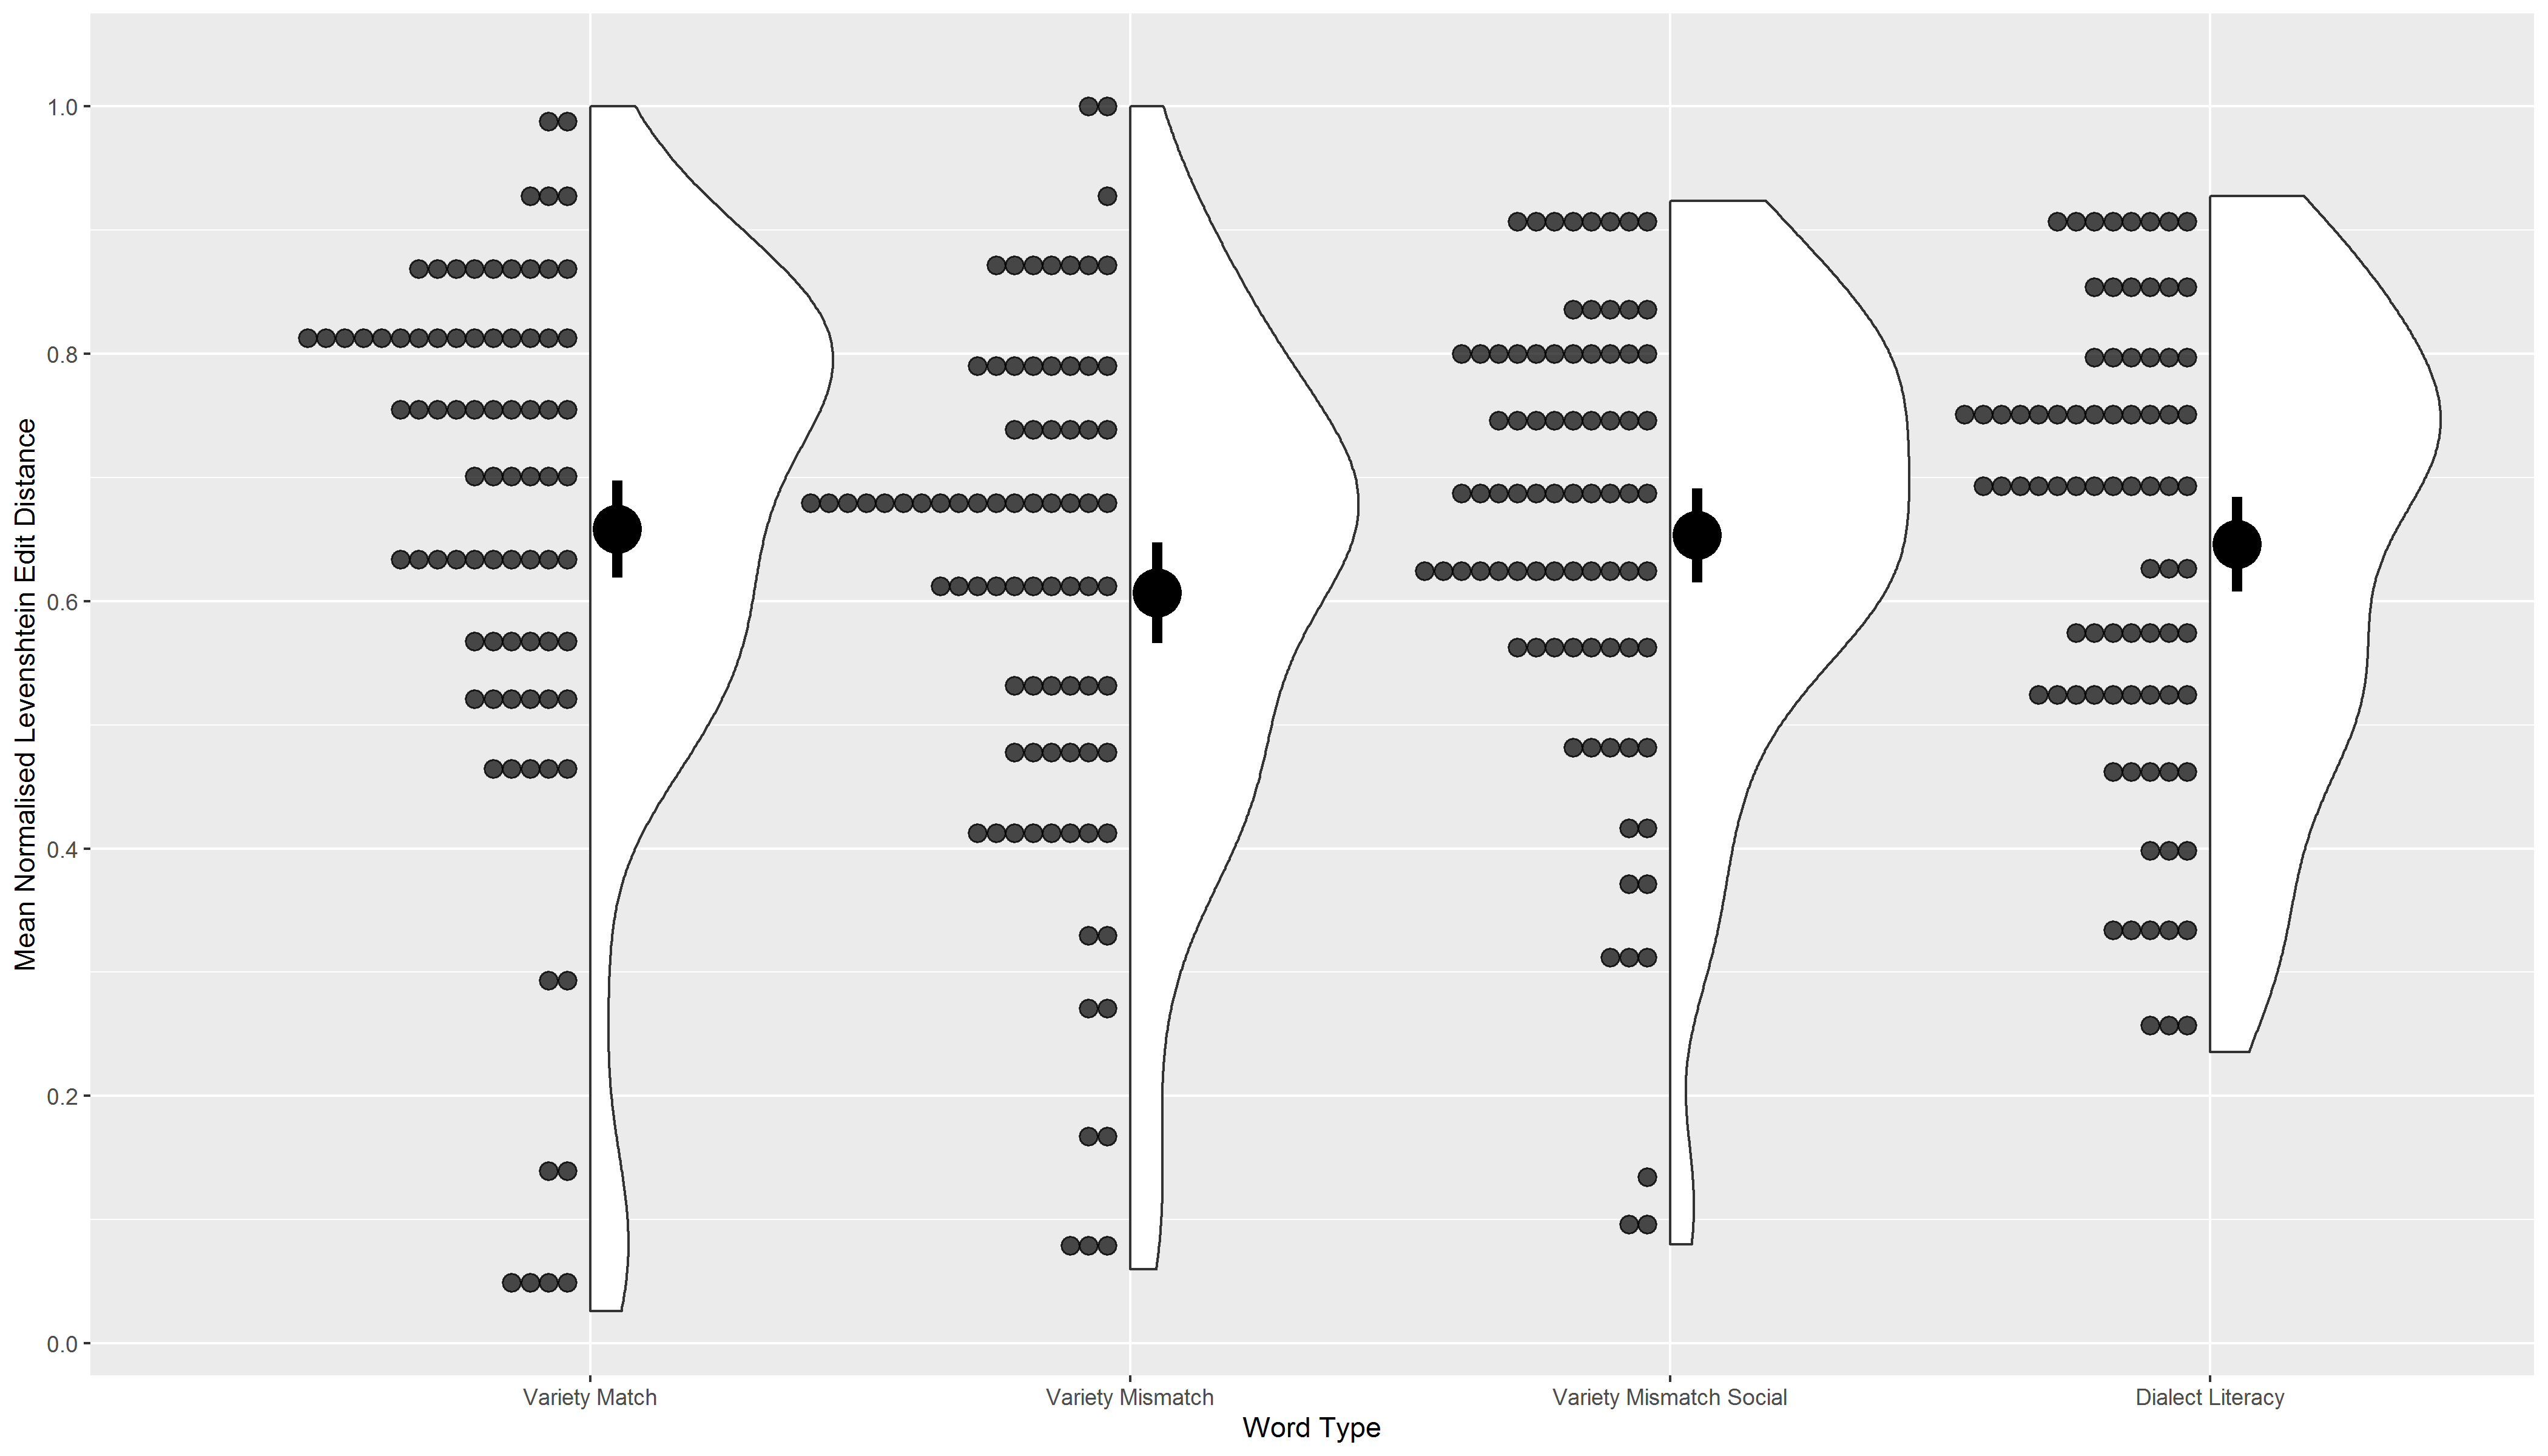 Mean Normalised Levenshtein Edit Distance
1.0
0.8
0.6
0.4
0.2
0.0
Variety Match Variety Mismatch Variety Mismatch Social Dialect Literacy
Word Type